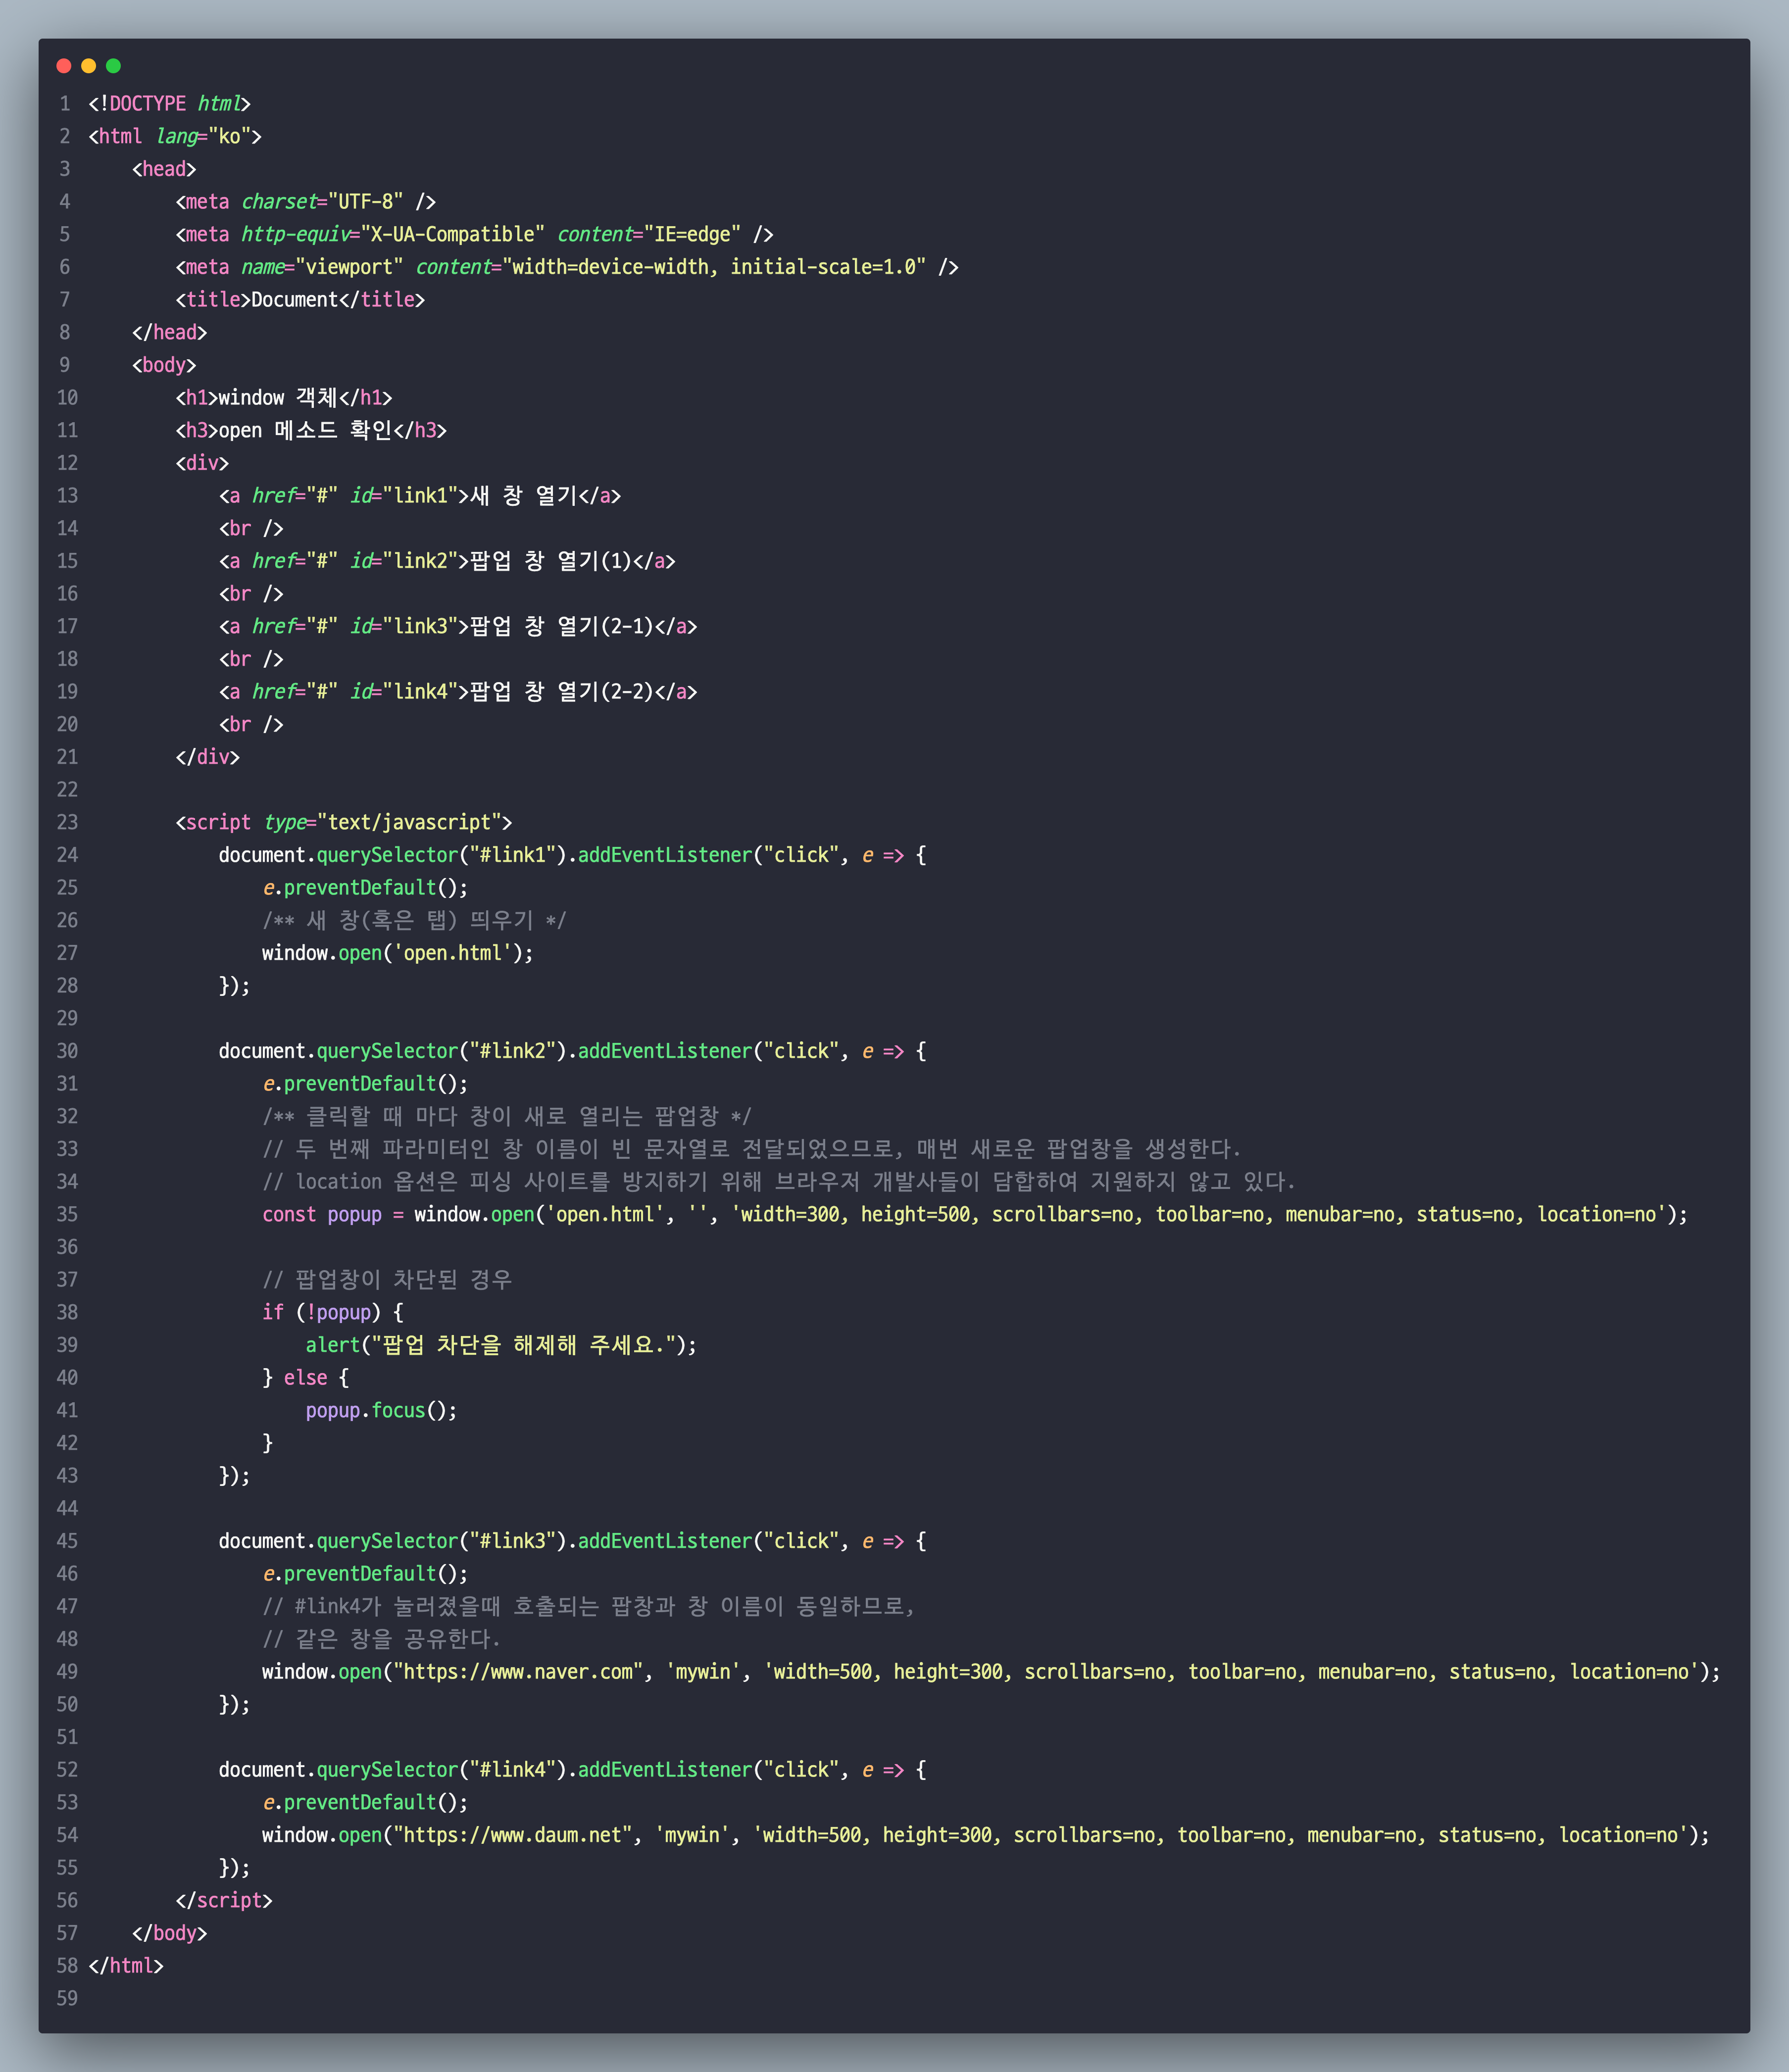 1 <!DOCTYPE html>
2 <html lang="ko">
3     <head>
4         <meta charset="UTF-8" />
5         <meta http-equiv="X-UA-Compatible" content="IE=edge" />
6         <meta name="viewport" content="width=device-width, initial-scale=1.0" />
7         <title>Document</title>
8     </head>
9     <body>
10         <h1>window 객체</h1>
11         <h3>open 메소드 확인</h3>
12         <div>
13             <a href="#" id="link1">새 창 열기</a>
14             <br />
15             <a href="#" id="link2">팝업 창 열기(1)</a>
16             <br />
17             <a href="#" id="link3">팝업 창 열기(2-1)</a>
18             <br />
19             <a href="#" id="link4">팝업 창 열기(2-2)</a>
20             <br />
21         </div>
22
23         <script type="text/javascript">
24             document.querySelector("#link1").addEventListener("click", e => {
25                 e.preventDefault();
26                 /** 새 창(혹은 탭) 띄우기 */
27                 window.open('open.html');
28             });
29
30             document.querySelector("#link2").addEventListener("click", e => {
31                 e.preventDefault();
32                 /** 클릭할 때 마다 창이 새로 열리는 팝업창 */
33                 // 두 번째 파라미터인 창 이름이 빈 문자열로 전달되었으므로, 매번 새로운 팝업창을 생성한다.
34                 // location 옵션은 피싱 사이트를 방지하기 위해 브라우저 개발사들이 담합하여 지원하지 않고 있다.
35                 const popup = window.open('open.html', '', 'width=300, height=500, scrollbars=no, toolbar=no, menubar=no, status=no, location=no');
36
37                 // 팝업창이 차단된 경우
38                 if (!popup) {
39                     alert("팝업 차단을 해제해 주세요.");
40                 } else {
41                     popup.focus();
42                 }
43             });
44
45             document.querySelector("#link3").addEventListener("click", e => {
46                 e.preventDefault();
47                 // #link4가 눌러졌을때 호출되는 팝창과 창 이름이 동일하므로,
48                 // 같은 창을 공유한다.
49                 window.open("https://www.naver.com", 'mywin', 'width=500, height=300, scrollbars=no, toolbar=no, menubar=no, status=no, location=no');
50             });
51
52             document.querySelector("#link4").addEventListener("click", e => {
53                 e.preventDefault();
54                 window.open("https://www.daum.net", 'mywin', 'width=500, height=300, scrollbars=no, toolbar=no, menubar=no, status=no, location=no');
55             });
56         </script>
57     </body>
58 </html>
59